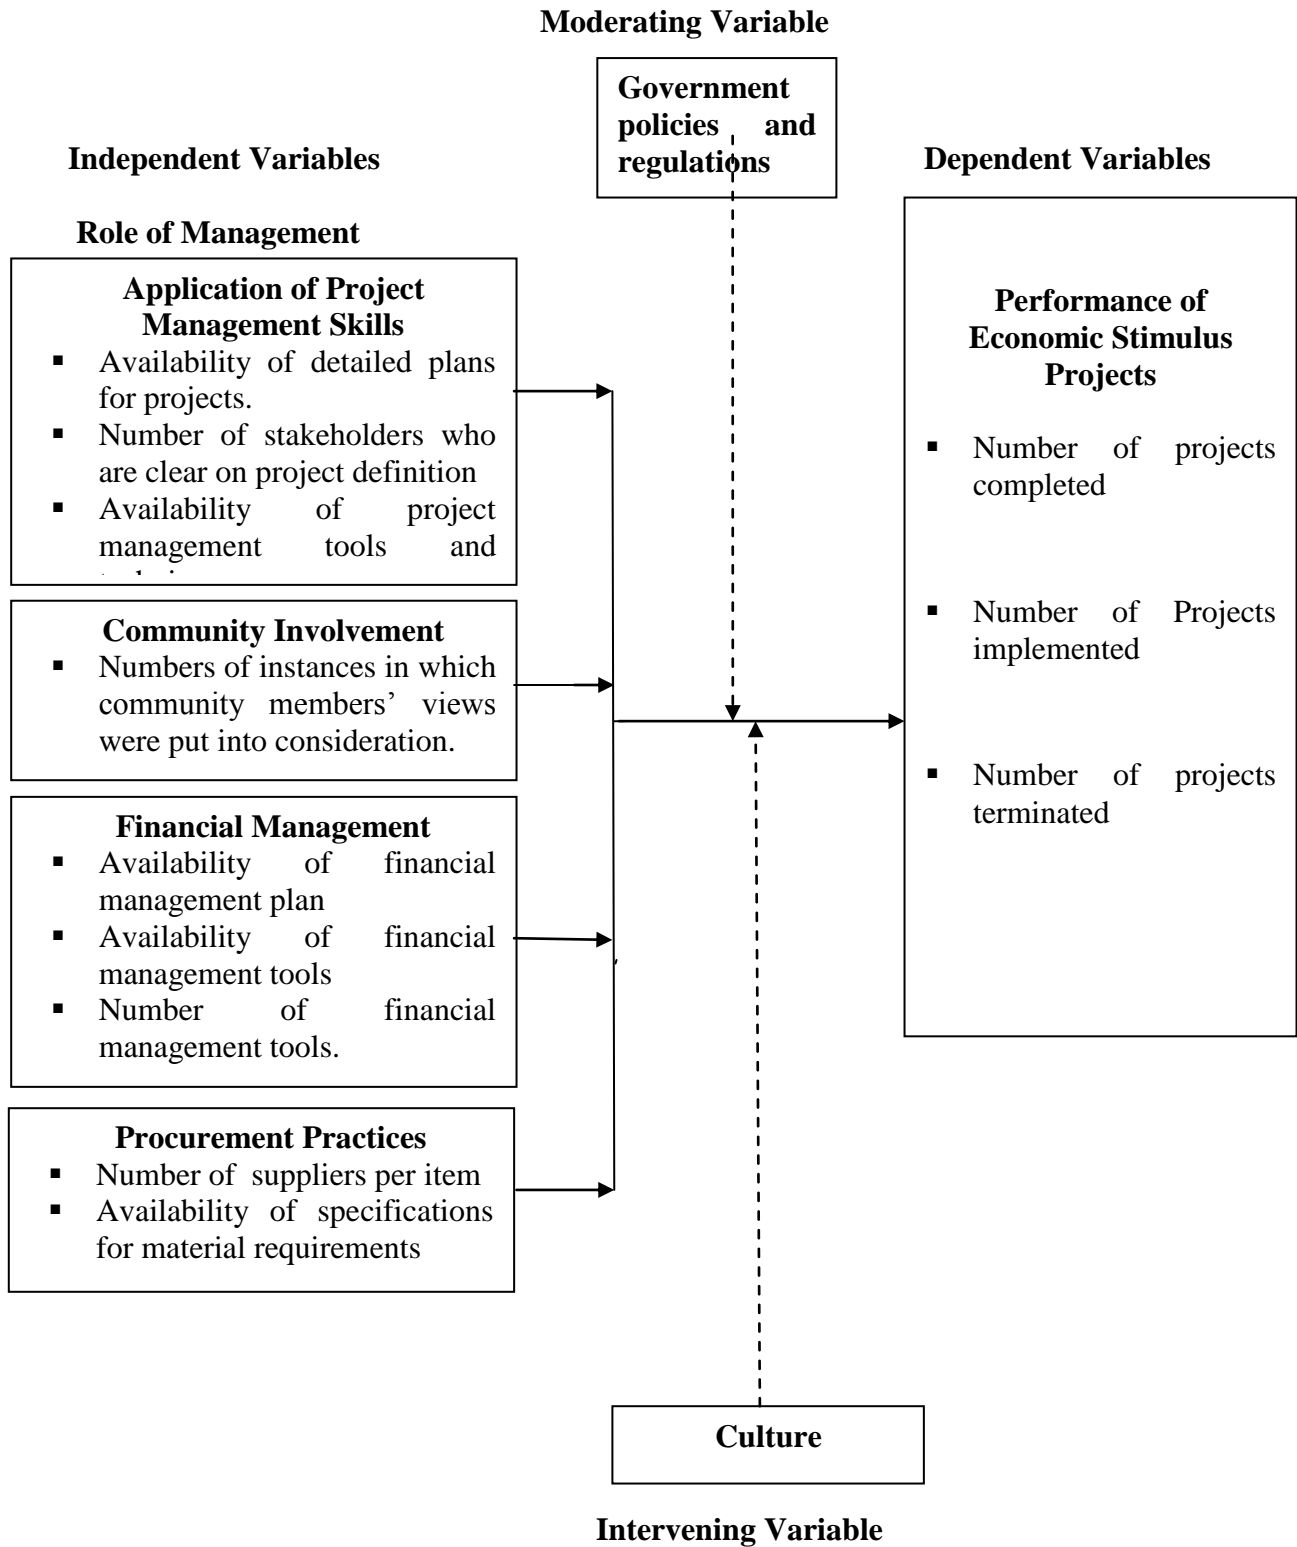 Moderating Variable
Government
policies and
regulations
Independent Variables
Dependent Variables
Role of Management
Application of Project
Management Skills
▪ Availability of detailed plans
for projects.
▪ Number of stakeholders who
are clear on project definition
▪ Availability of project
management tools and
Community Involvement
▪ Numbers of instances in which
community members’ views
were put into consideration.
Financial Management
▪ Availability of financial
management plan
▪ Availability of financial
management tools
▪ Number of financial
management tools.
Procurement Practices
▪ Number of suppliers per item
▪ Availability of specifications
for material requirements
Performance of
Economic Stimulus
Projects
▪ Number of projects
completed
▪ Number of Projects
implemented
▪ Number of projects
terminated
Culture
Intervening Variable